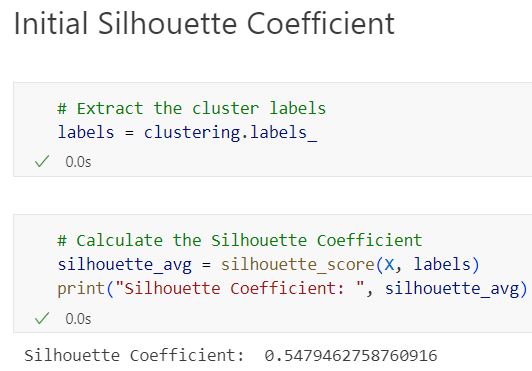 Initial Silhouette Coefficient
# Extract the cluster labels
labels = clustering.labels_
0.0s
# Calculate the Silhouette Coefficient
silhouette_avg = silhouette_score(X, labels)
print("Silhouette Coefficient: ", silhouette_avg)
0.0s
Silhouette Coefficient:  0.5479462758760916